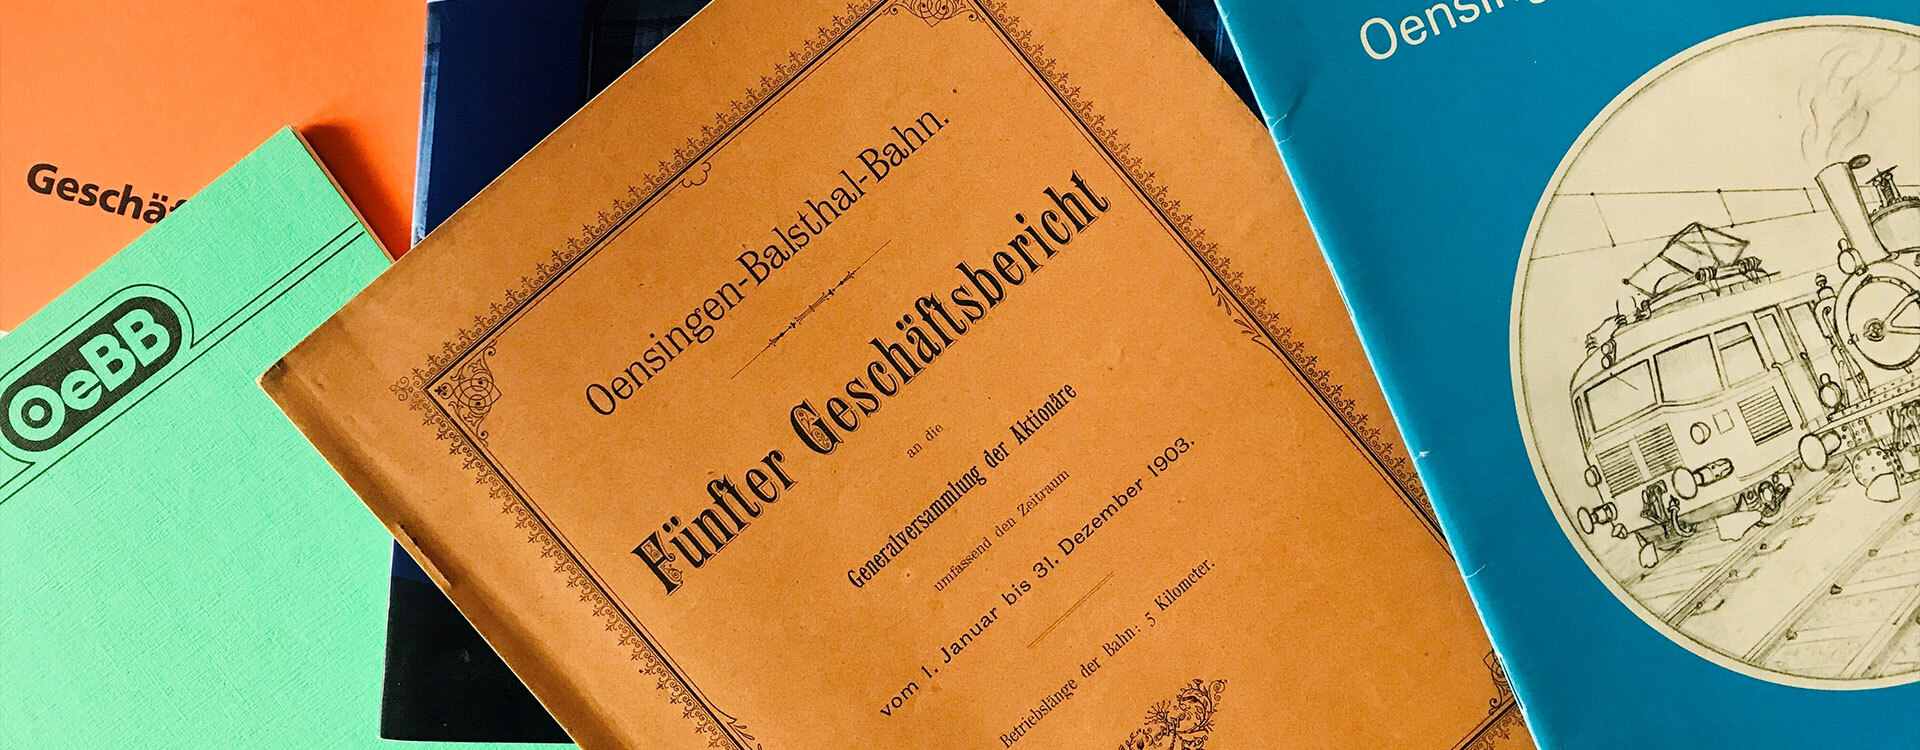 Geschäf
OeBB
Oensingen-Balsthal-Bahn.
Fünfter Geschäftsbericht
an die
Generalversammlung der Aktionäre
umfassend den Zeitraum
vom 1. Januar bis 31. Dezember 1903.
Betriebslänge der Bahn: 5 Kilometer.
Oensing